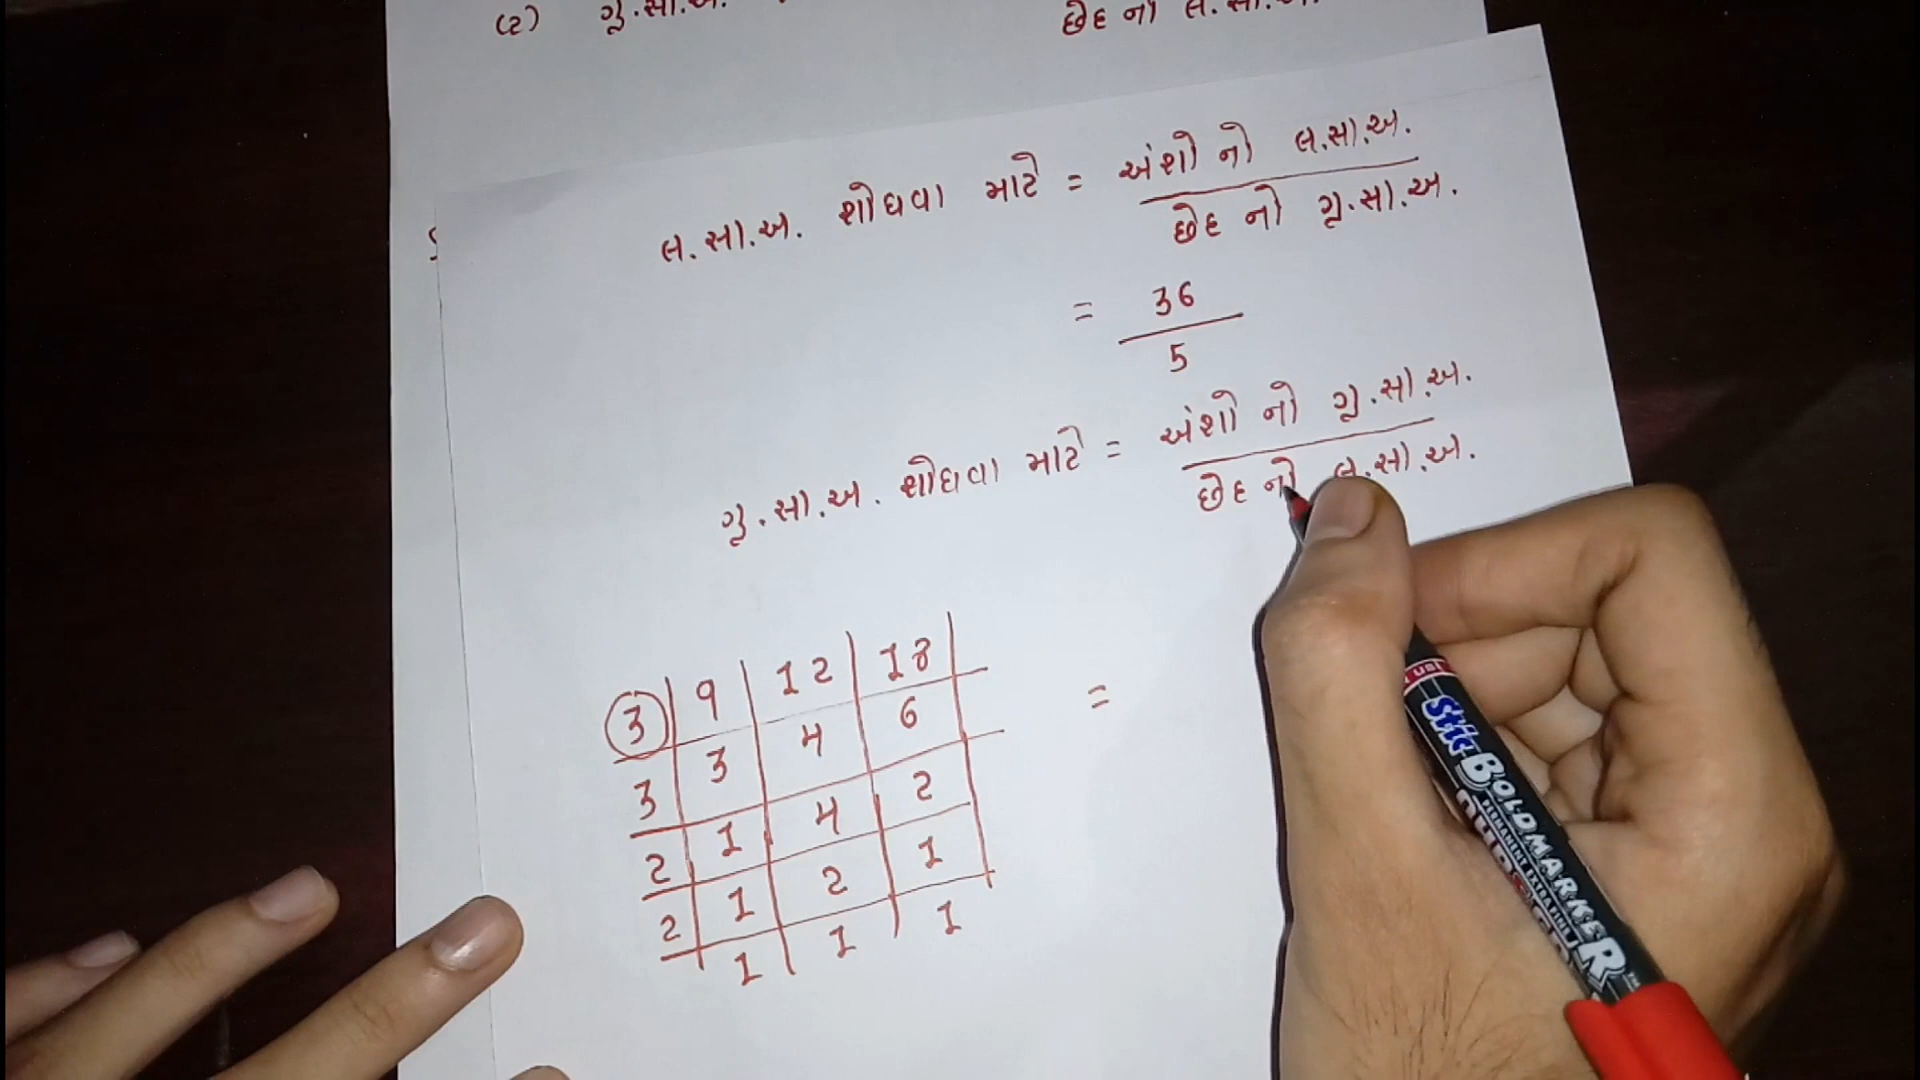 (2) ગુ.સા.અ.
છેદ નો લ.સા.અ.
લ.સા.અ. શોધવા માટે = અંશો નો લ.સા.અ.
છેદ નો ગુ.સા.અ.
= 36
5
ગુ.સા.અ. શોધવા માટે = અંશો નો ગુ.સા.અ.
છેદ નો લ.સા.અ.
3 9 12 18
=
3 3 4 6
2 1 4 2
2 1 2 1
1 1 1
Stic BOLDMARKER